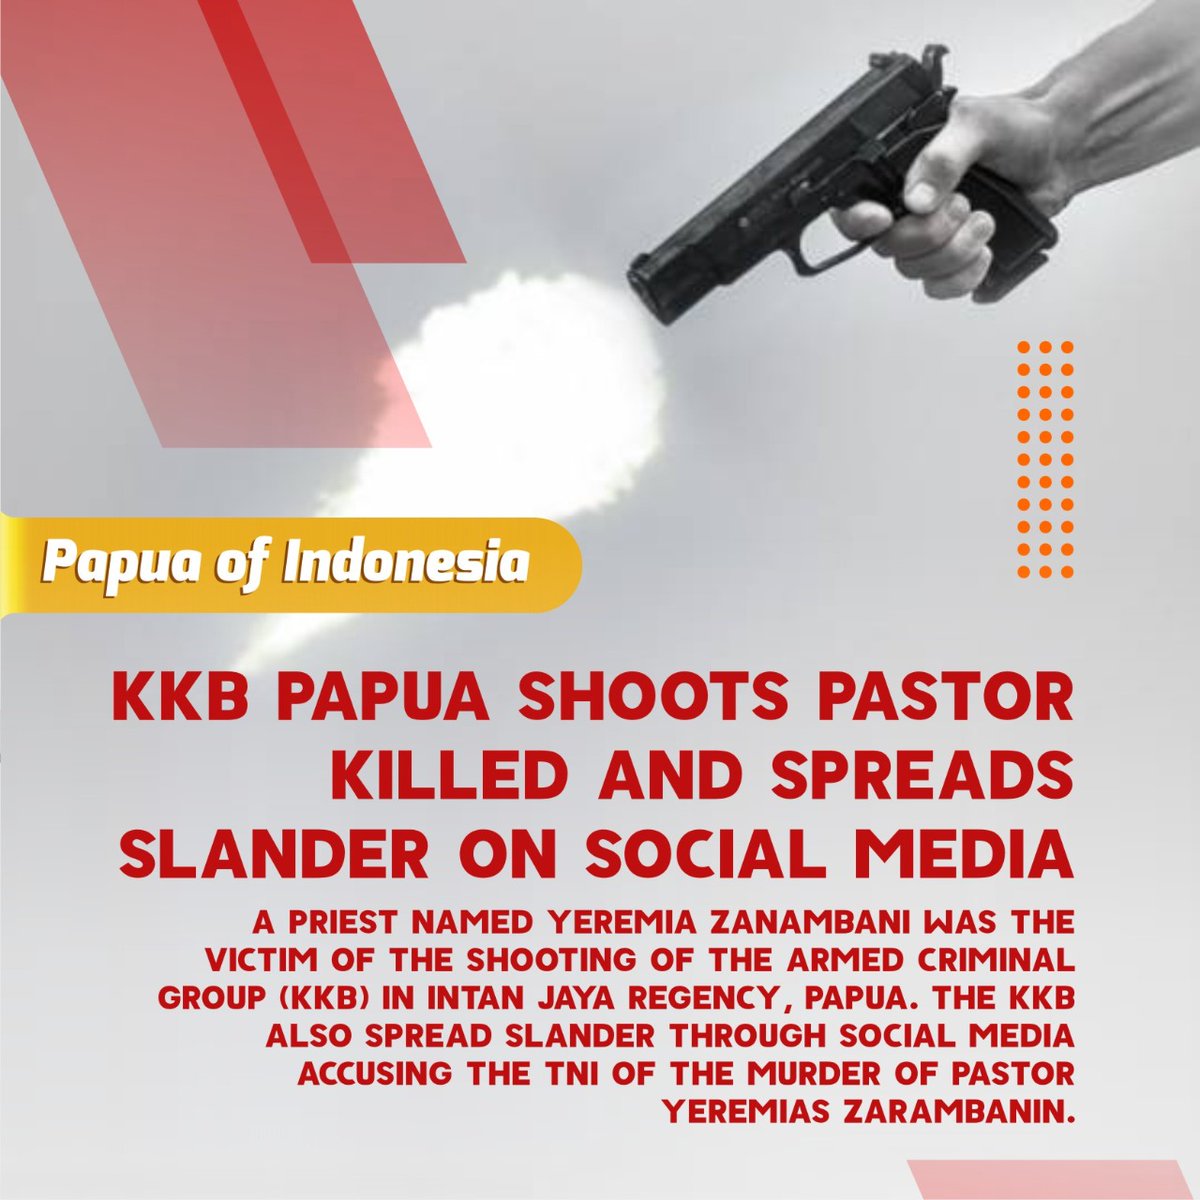 Papua of Indonesia
KKB PAPUA SHOOTS PASTOR
KILLED AND SPREADS
SLANDER ON SOCIAL MEDIA
A PRIEST NAMED YEREMIA ZANAMBANI WAS THE
VICTIM OF THE SHOOTING OF THE ARMED CRIMINAL
GROUP (KKB) IN INTAN JAYA REGENCY, PAPUA. THE KKB
ALSO SPREAD SLANDER THROUGH SOCIAL MEDIA
ACCUSING THE TNI OF THE MURDER OF PASTOR
YEREMIAS ZARAMBANIN.